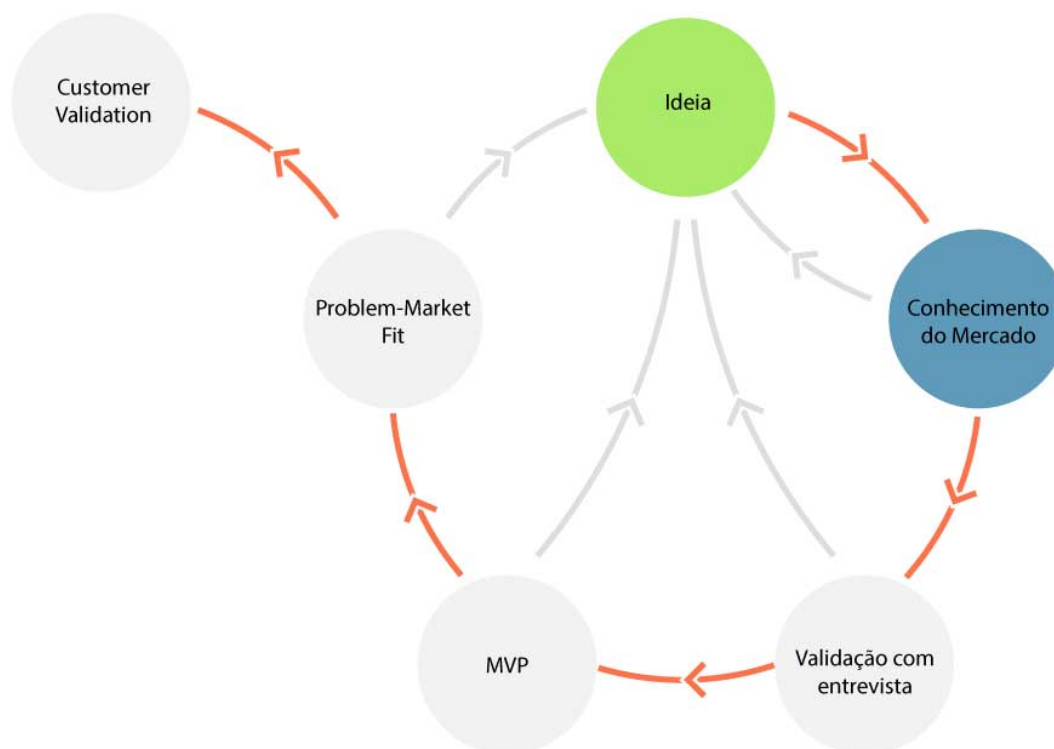 Customer
Validation
Ideia
Problem-Market
Fit
Conhecimento
do Mercado
MVP
Validação com
entrevista